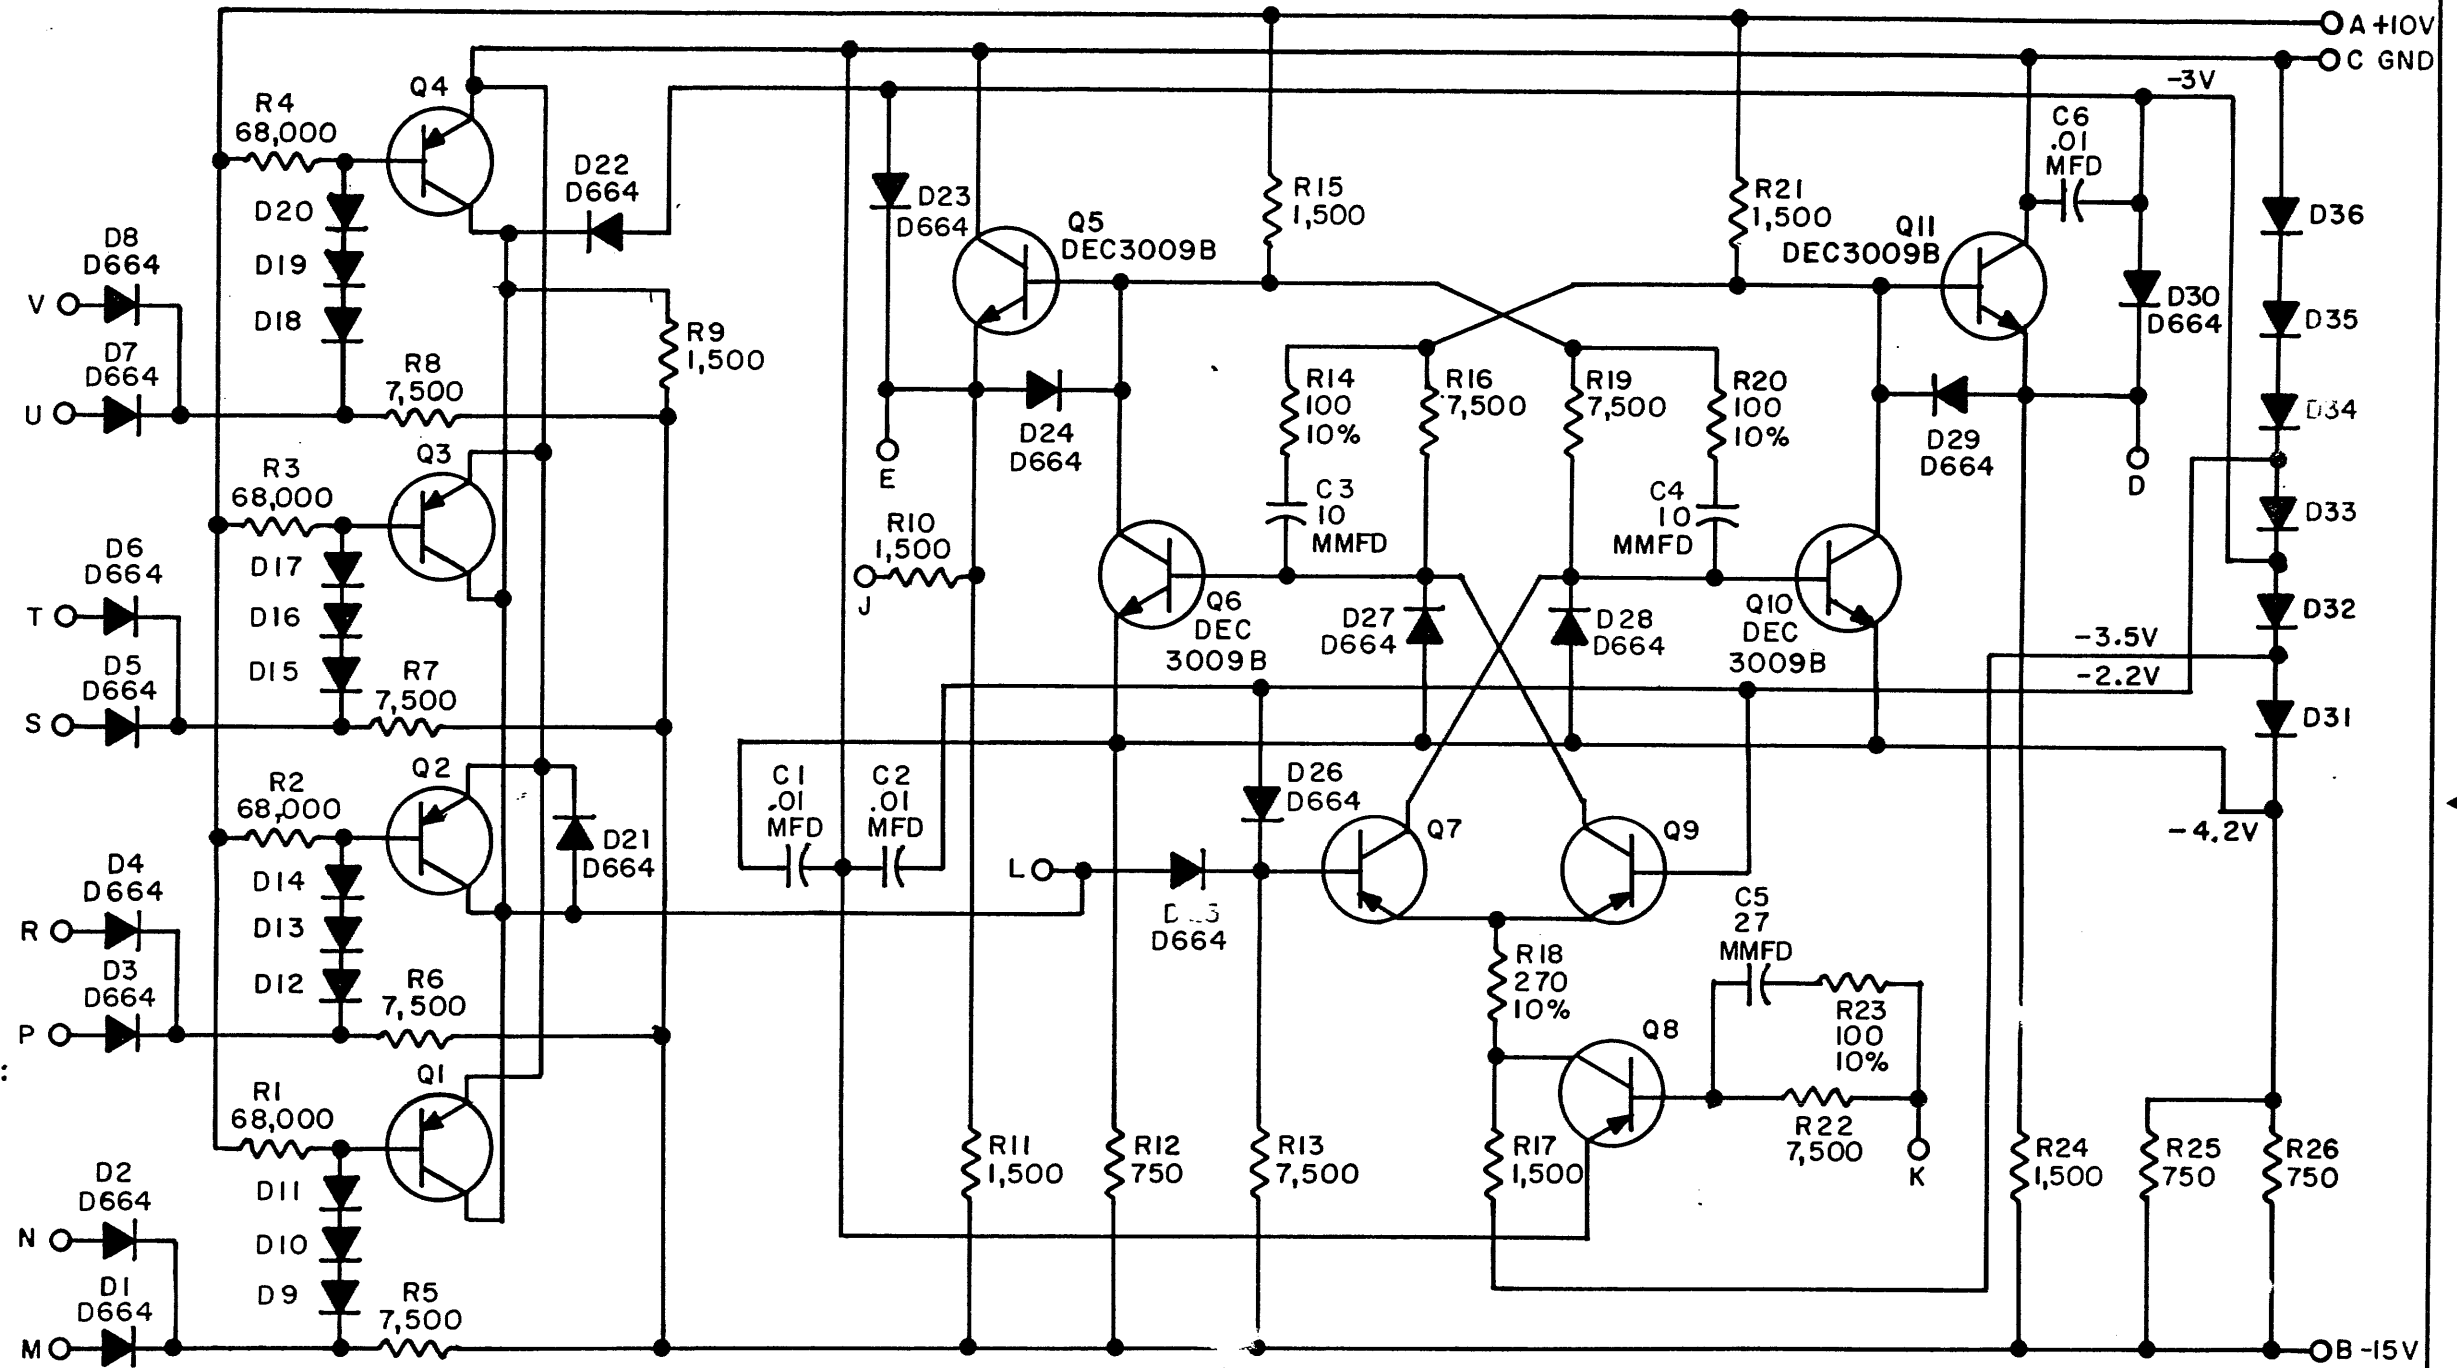 A +10V
C GND
-3V
Q4
R4
68,000
D20
D19
D18
D22
D664
D8
D664
V
D7
D664
U
R8
7,500
R9
1,500
D23
D664
Q5
DEC3009B
R15
1,500
R21
1,500
Q11
DEC3009B
C6
.01
MFD
D30
D664
D36
D35
D34
D33
D32
D31
Q3
R3
68,000
D17
D16
D15
D6
D664
T
D5
D664
S
R7
7,500
E
D24
D664
R14
100
10%
R16
7,500
R19
7,500
R20
100
10%
D29
D664
D
R10
1,500
J
C3
10
MMFD
C4
10
MMFD
Q6
DEC
3009B
D27
D664
D28
D664
Q10
DEC
3009B
-3.5V
-2.2V
-4.2V
Q2
R2
68,000
D14
D13
D12
D4
D664
R
D3
D664
P
R6
7,500
D21
D664
C1
.01
MFD
C2
.01
MFD
D26
D664
L
D664
Q7
Q9
C5
27
MMFD
R18
270
10%
R23
100
10%
Q8
R22
7,500
K
Q1
R1
68,000
D11
D10
D9
D2
D664
N
D1
D664
M
R5
7,500
R11
1,500
R12
750
R13
7,500
R17
1,500
R24
1,500
R25
750
R26
750
B -15V